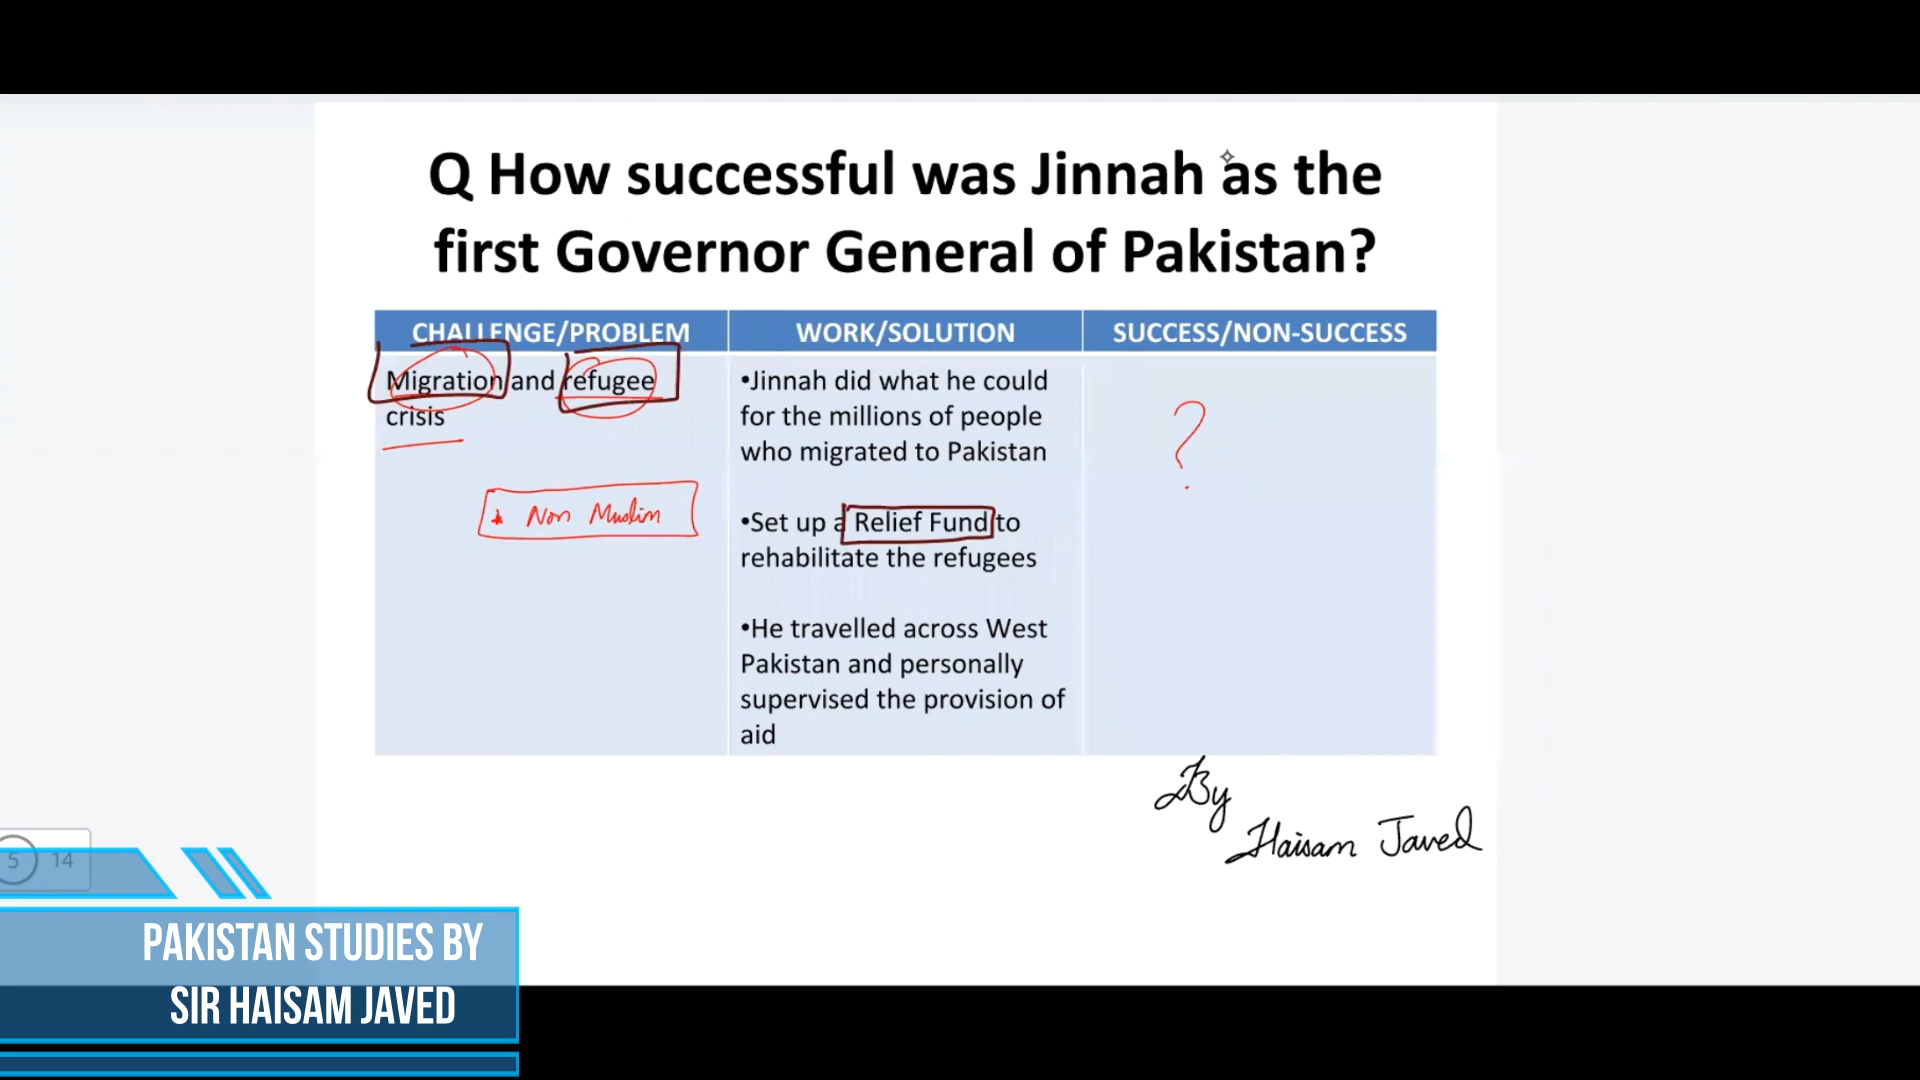 Q How successful was Jinnah as the
first Governor General of Pakistan?
CHALLENGE/PROBLEM
WORK/SOLUTION
SUCCESS/NON-SUCCESS
Migration and refugee
crisis
Non Muslim
•Jinnah did what he could
for the millions of people
who migrated to Pakistan
•Set up a Relief Fund to
rehabilitate the refugees
•He travelled across West
Pakistan and personally
supervised the provision of
aid
?
By
Haisam Javed
5 14
PAKISTAN STUDIES BY
SIR HAISAM JAVED